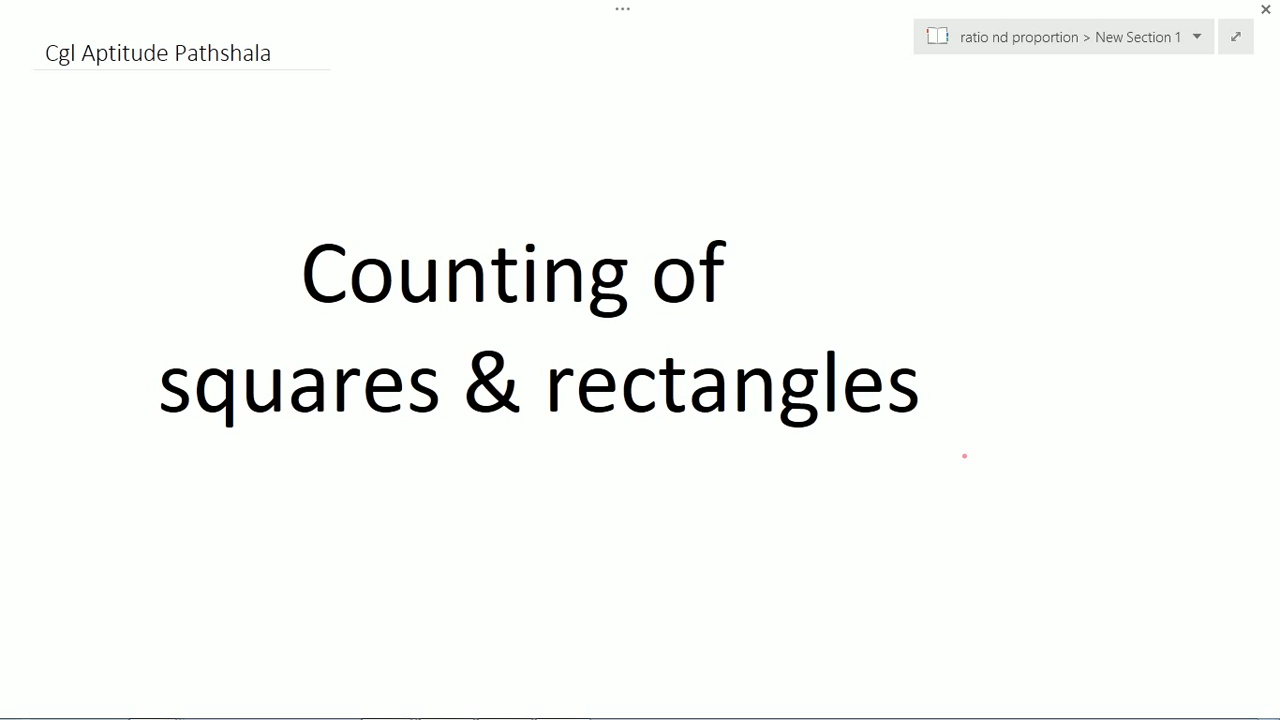 Cgl Aptitude Pathshala
ratio nd proportion > New Section 1
Counting of
squares & rectangles